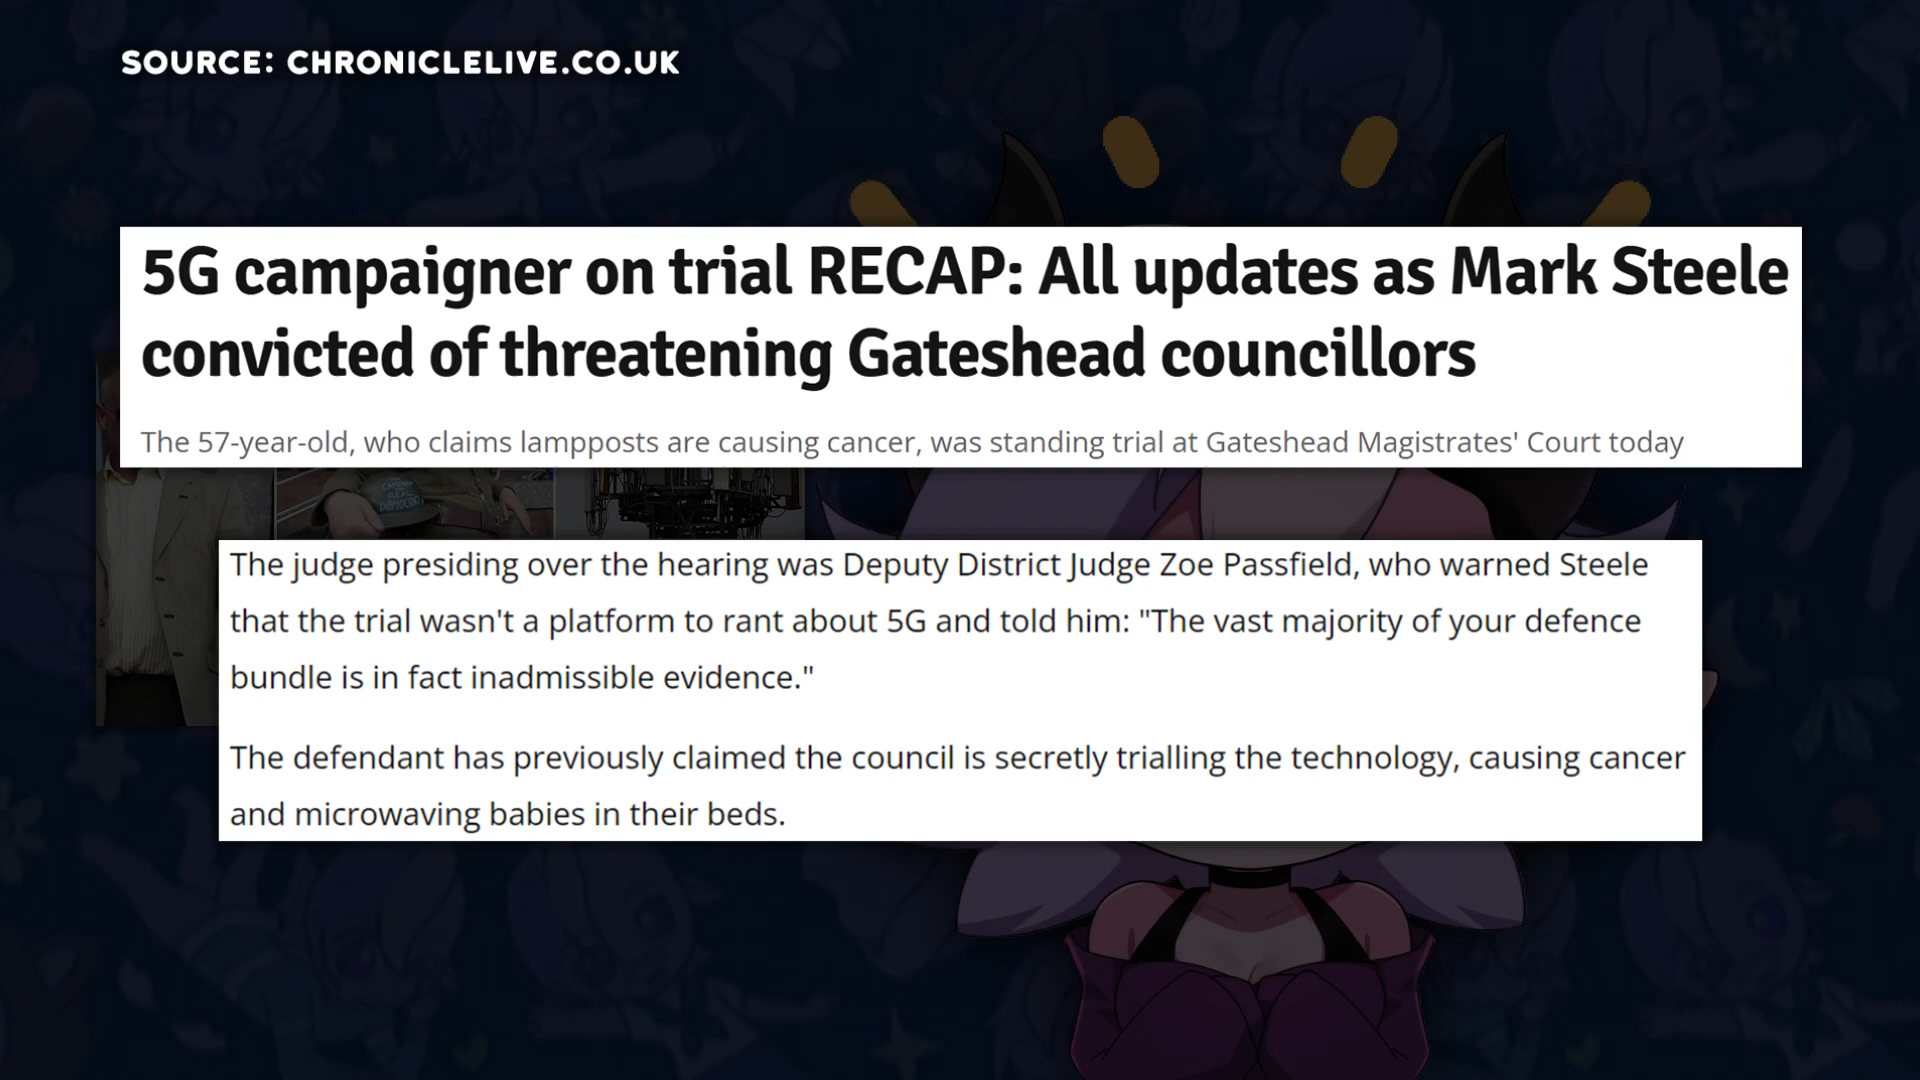 SOURCE: CHRONICLELIVE.CO.UK
5G campaigner on trial RECAP: All updates as Mark Steele
convicted of threatening Gateshead councillors
The 57-year-old, who claims lampposts are causing cancer, was standing trial at Gateshead Magistrates' Court today
DEMOCRACY
The judge presiding over the hearing was Deputy District Judge Zoe Passfield, who warned Steele
that the trial wasn't a platform to rant about 5G and told him: "The vast majority of your defence
bundle is in fact inadmissible evidence."
The defendant has previously claimed the council is secretly trialling the technology, causing cancer
and microwaving babies in their beds.